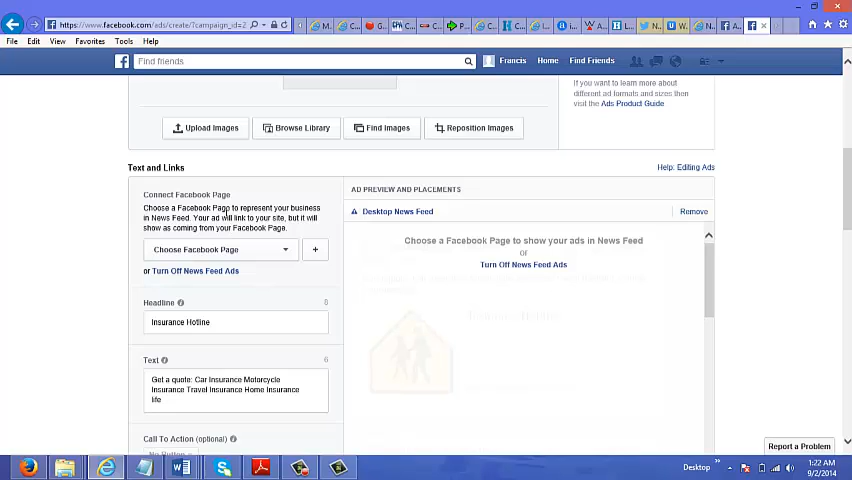 https://www.facebook.com/ads/create/?campaign_id=2
File Edit View Favorites Tools Help
Find friends
Francis Home Find Friends
If you want to learn more about
different ad formats and sizes then
visit the Ads Product Guide
Upload Images Browse Library Find Images Reposition Images
Text and Links
Help: Editing Ads
Connect Facebook Page
Choose a Facebook Page to represent your business
in News Feed. Your ad will link to your site, but it will
show as coming from your Facebook Page.
Choose Facebook Page +
or Turn Off News Feed Ads
Headline 8
Insurance Hotline
Text 6
Get a quote: Car Insurance Motorcycle
Insurance Travel Insurance Home Insurance
life
Call To Action (optional)
No Button
AD PREVIEW AND PLACEMENTS
Desktop News Feed Remove
Choose a Facebook Page to show your ads in News Feed
or
Turn Off News Feed Ads
Insurance Hotline
Report a Problem
Desktop
1:22 AM
9/2/2014